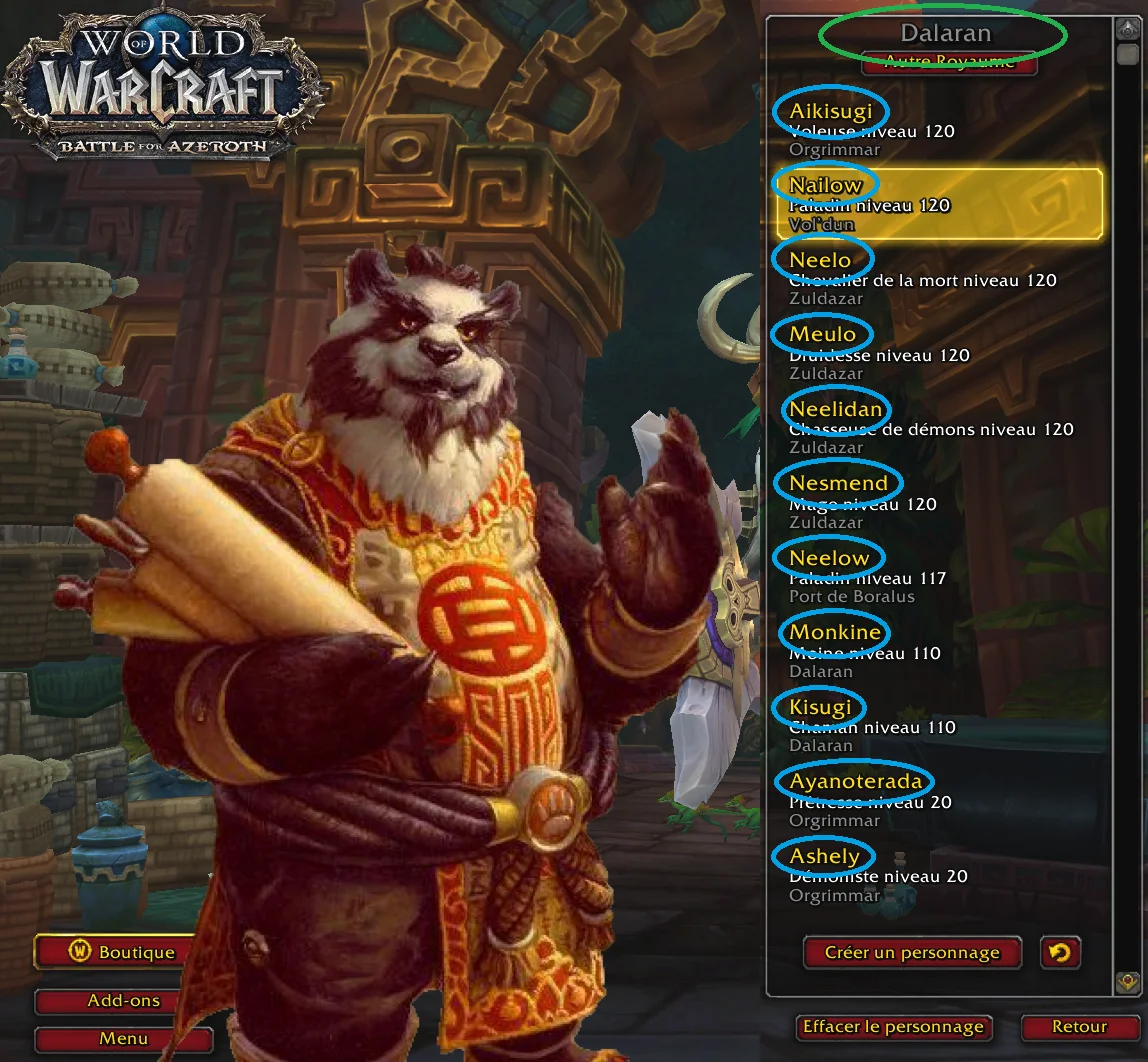 WORLD
OF
WARCRAFT
BATTLE FOR AZEROTH
Dalaran
Autre Royaume
Aikisugi
Voleuse niveau 120
Orgrimmar
Nailow
Paladin niveau 120
Vol'dun
Neelo
Chevalier de la mort niveau 120
Zuldazar
Meulo
Druidesse niveau 120
Zuldazar
Neelidan
Chasseuse de démons niveau 120
Zuldazar
Nesmend
Mage niveau 120
Zuldazar
Neelow
Paladin niveau 117
Port de Boralus
Monkine
Moine niveau 110
Dalaran
Kisugi
Chaman niveau 110
Dalaran
Ayanoterada
Prêtresse niveau 20
Orgrimmar
Ashely
Démoniste niveau 20
Orgrimmar
Boutique
Créer un personnage
Add-ons
Menu
Effacer le personnage
Retour